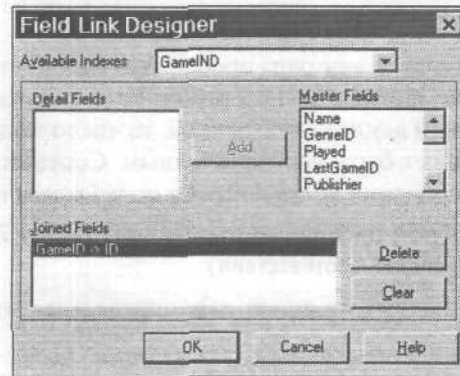 Field Link Designer
Available Indexes GameIND
Detail Fields
Master Fields
Name
GenreID
Played
LastGameID
Publishier
Add
Joined Fields
GameID -> ID
Delete
Clear
OK Cancel Help